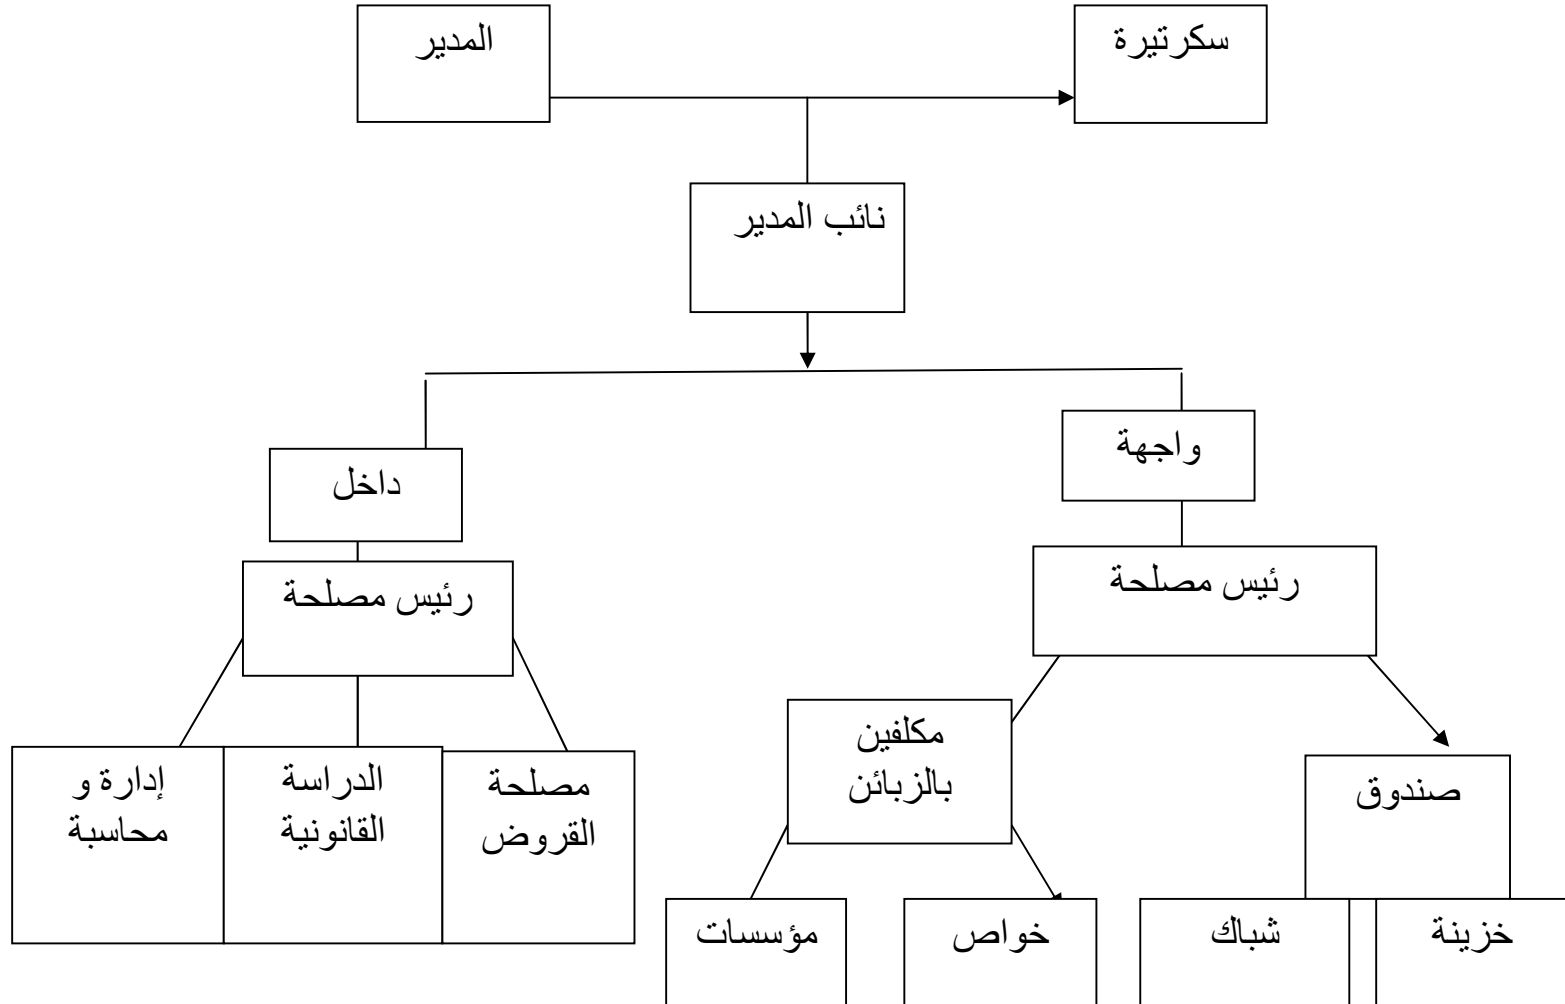 سكرتيرة
المدير
نائب المدير
واجهة
داخل
رئيس مصلحة
رئيس مصلحة
مكلفين
بالزبائن
صندوق
مصلحة
القروض
الدراسة
القانونية
إدارة و
محاسبة
خزينة
شباك
خواص
مؤسسات